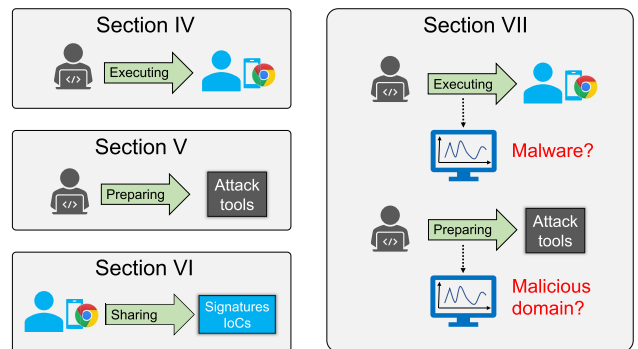 Section IV
Executing
Section V
Preparing
Attack
tools
Section VI
Sharing
Signatures
IoCs
Section VII
Executing
Malware?
Preparing
Attack
tools
Malicious
domain?